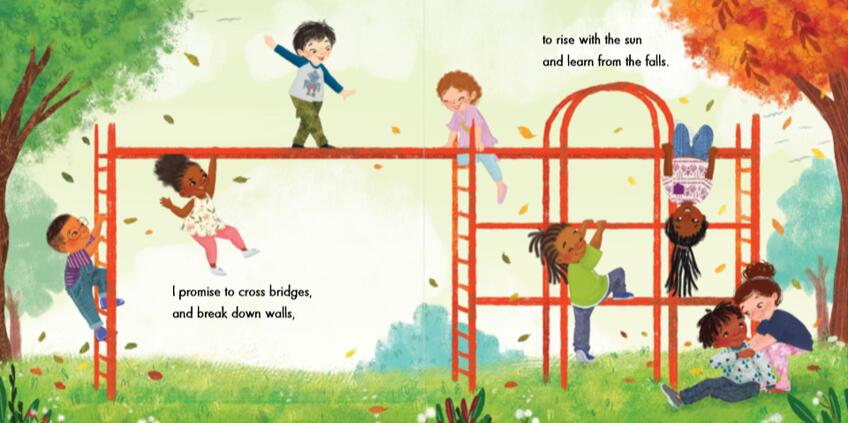 I promise to cross bridges,
and break down walls,
to rise with the sun
and learn from the falls.